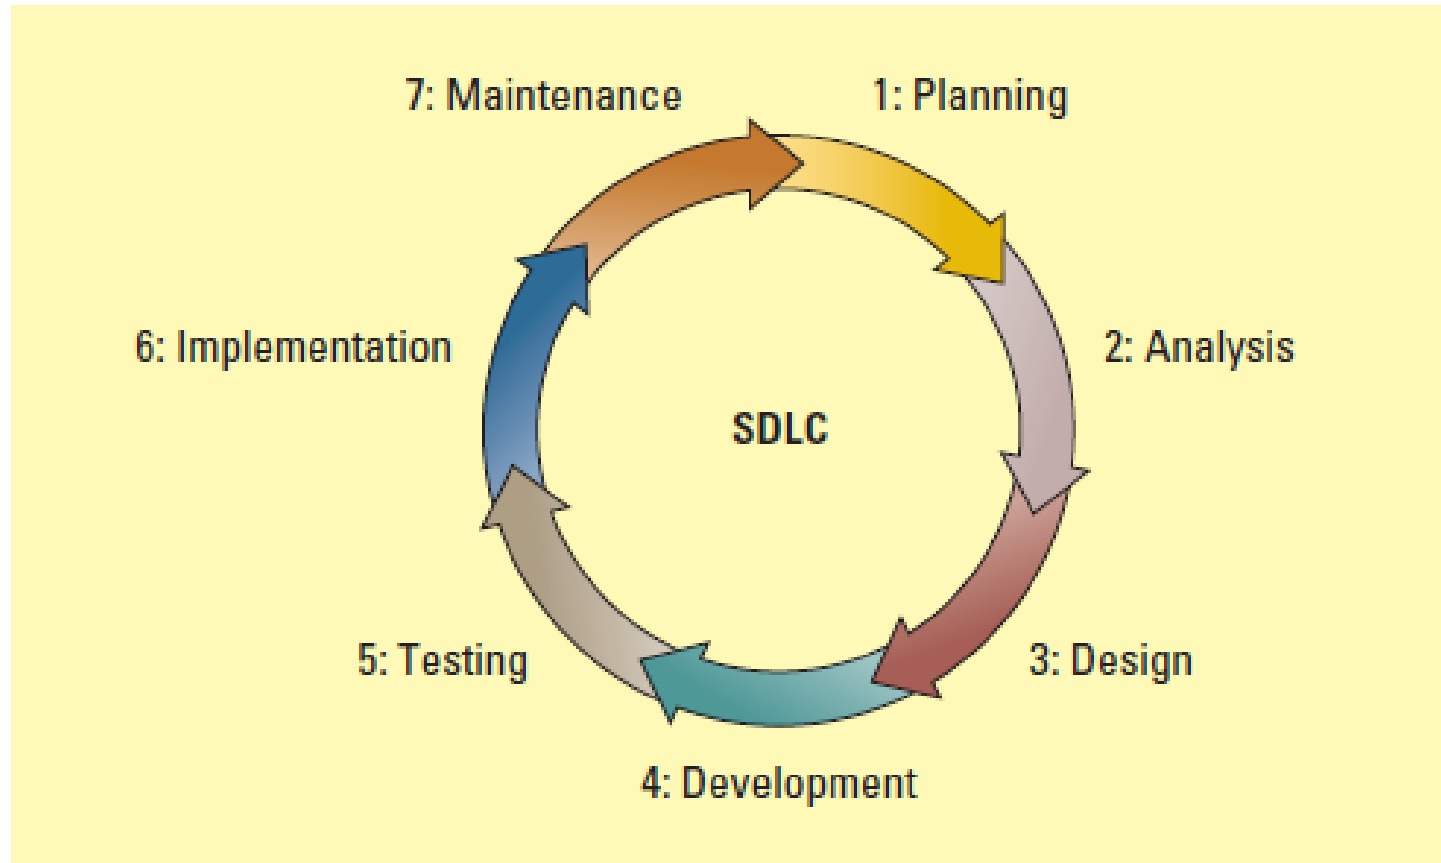 7: Maintenance
1: Planning
6: Implementation
2: Analysis
SDLC
5: Testing
3: Design
4: Development